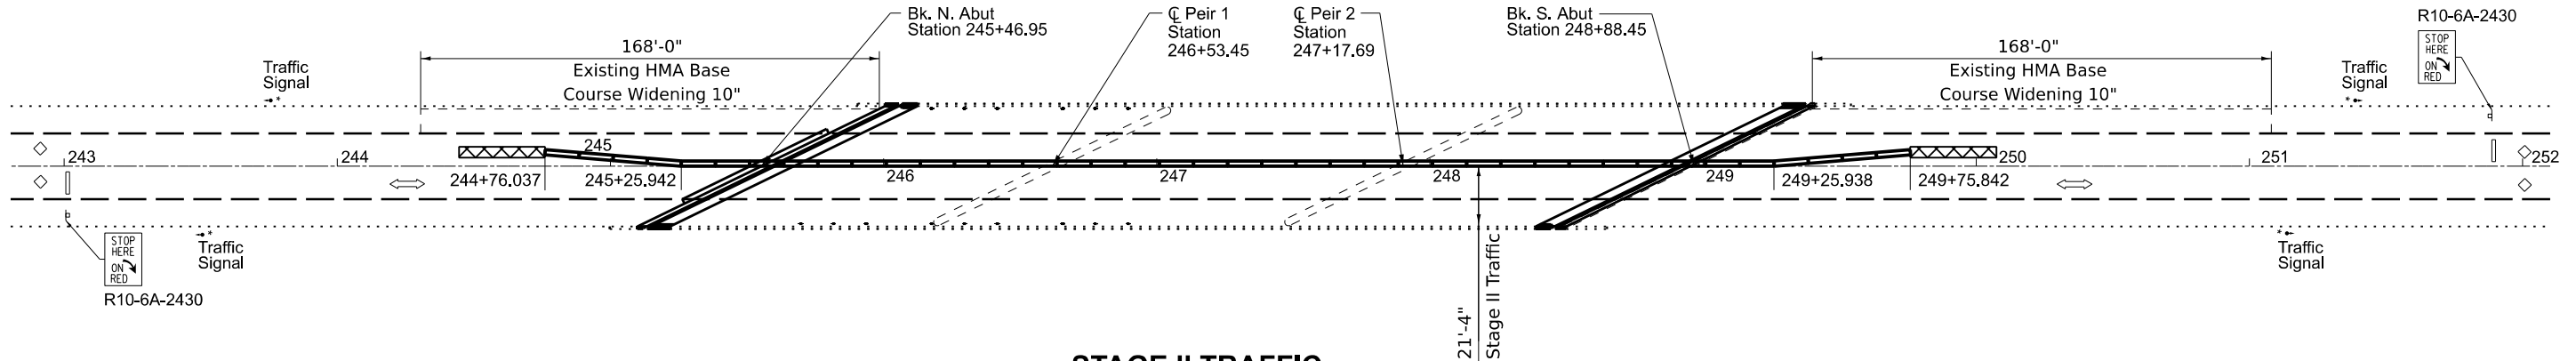 Bk. N. Abut
Station 245+46.95
℄ Peir 1
Station
246+53.45
℄ Peir 2
Station
247+17.69
Bk. S. Abut
Station 248+88.45
R10-6A-2430
STOP
HERE
ON
RED
168'-0"
Existing HMA Base
Course Widening 10"
168'-0"
Existing HMA Base
Course Widening 10"
Traffic
Signal
*
Traffic
Signal
*
243
244
245
246
247
248
249
250
251
252
244+76.037
245+25.942
249+25.938
249+75.842
*
Traffic
Signal
*
Traffic
Signal
STOP
HERE
ON
RED
R10-6A-2430
21'-4"
Stage II Traffic
STAGE II TRAFFIC